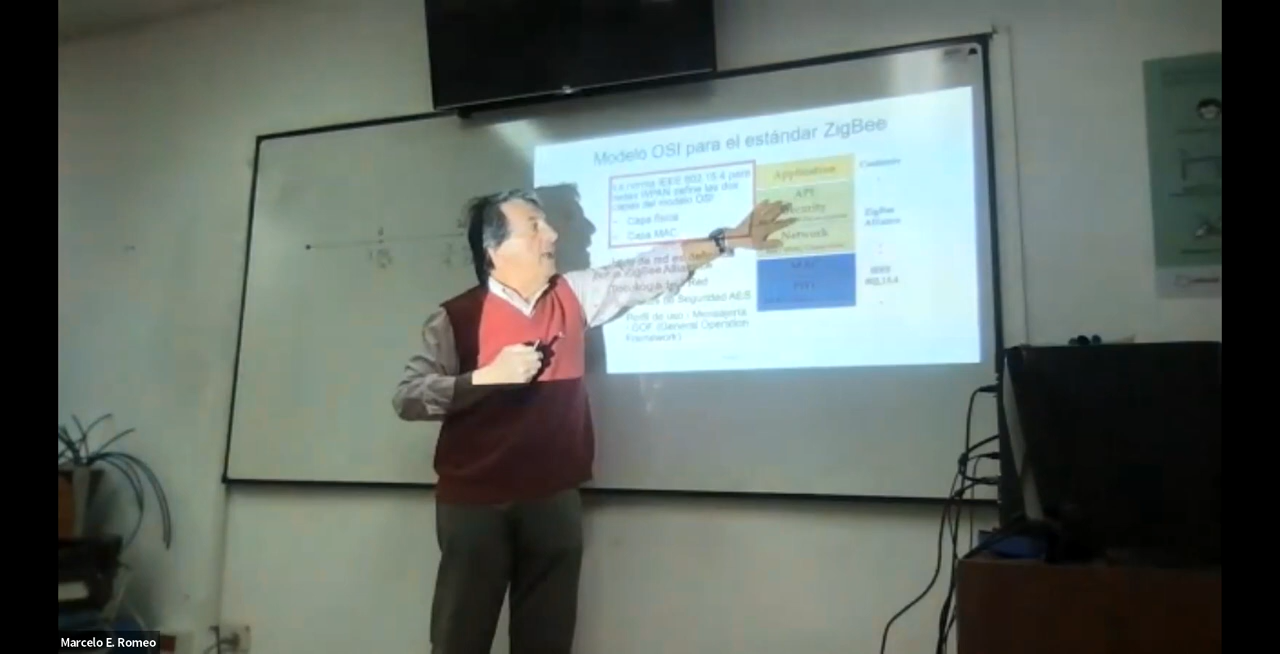 Modelo OSI para el estándar ZigBee
La norma IEEE 802.15.4 para
redes WPAN define las dos
capas del modelo OSI
- Capa física
- Capa MAC
de Seguridad AES
Perfil de uso - Mensajería
- GOF (General Operation
Framework)
Application
API
Security
Network
MAC
PHY
Customer
ZigBee
Alliance
IEEE
802.15.4
Marcelo E. Romeo